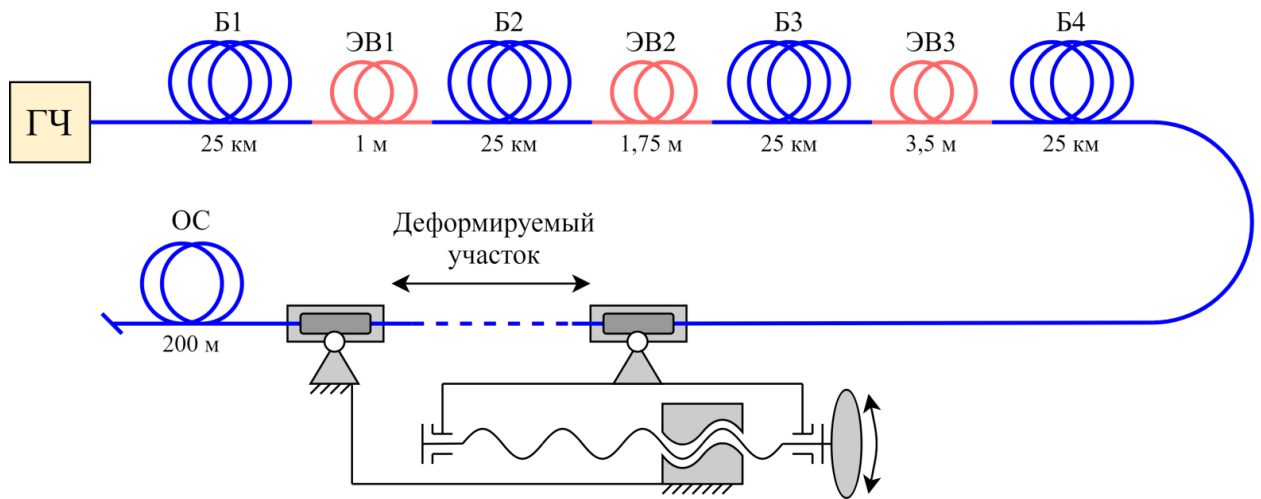 Б1
ЭВ1
Б2
ЭВ2
Б3
ЭВ3
Б4
ГЧ
25 км
1 м
25 км
1,75 м
25 км
3,5 м
25 км
ОС
Деформируемый
участок
200 м